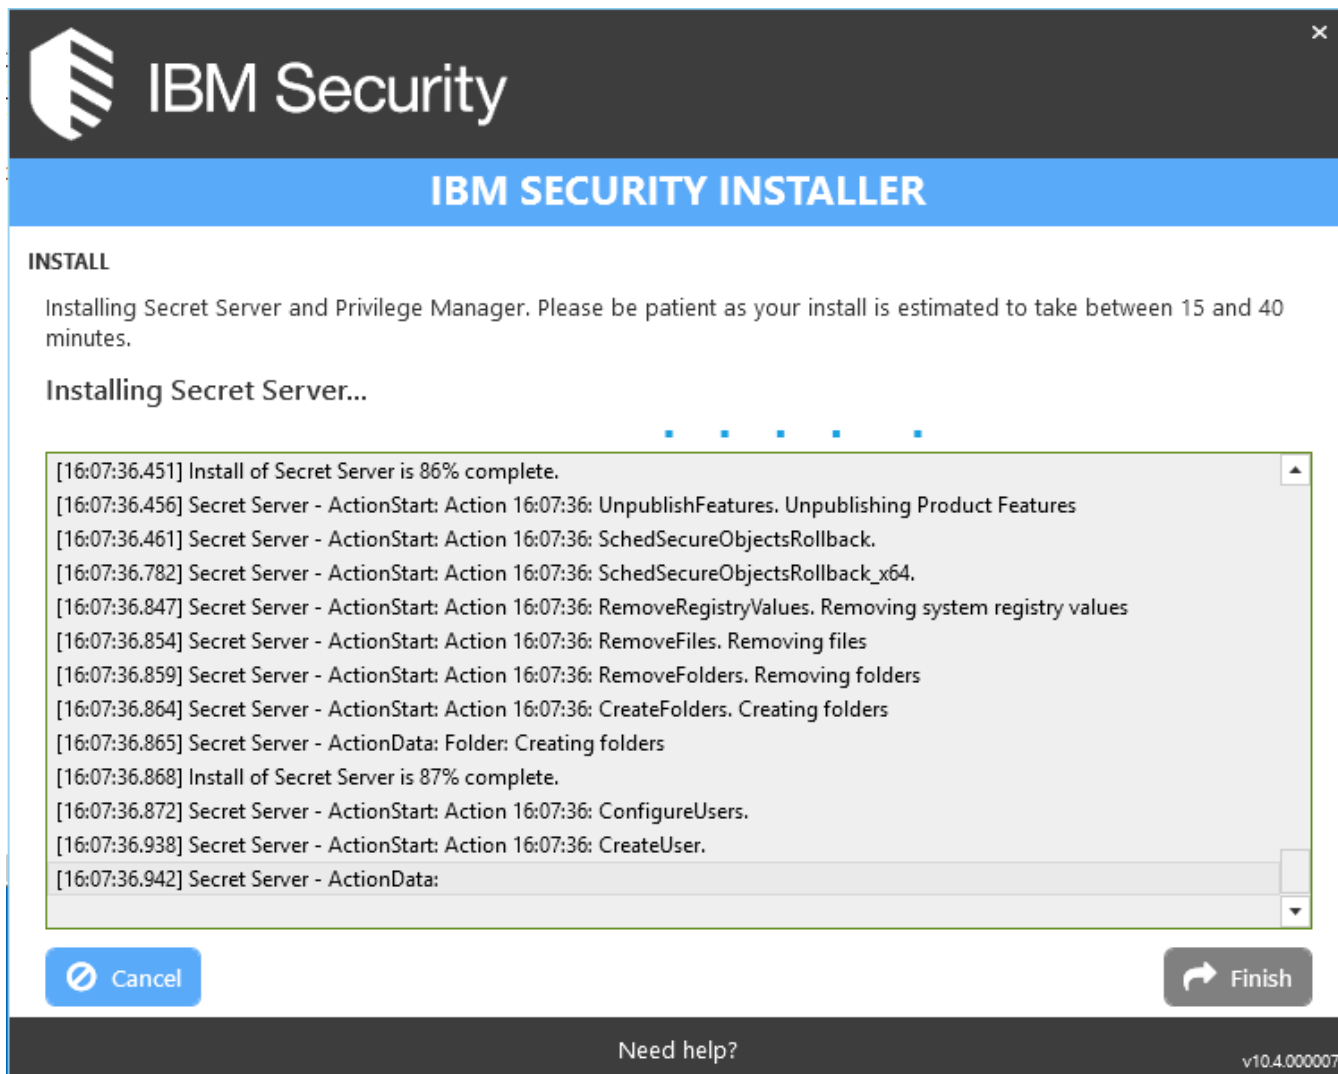 IBM Security
IBM SECURITY INSTALLER
INSTALL
Installing Secret Server and Privilege Manager. Please be patient as your install is estimated to take between 15 and 40
minutes.
Installing Secret Server...
[16:07:36.451] Install of Secret Server is 86% complete.
[16:07:36.456] Secret Server - ActionStart: Action 16:07:36: UnpublishFeatures. Unpublishing Product Features
[16:07:36.461] Secret Server - ActionStart: Action 16:07:36: SchedSecureObjectsRollback.
[16:07:36.782] Secret Server - ActionStart: Action 16:07:36: SchedSecureObjectsRollback_x64.
[16:07:36.847] Secret Server - ActionStart: Action 16:07:36: RemoveRegistryValues. Removing system registry values
[16:07:36.854] Secret Server - ActionStart: Action 16:07:36: RemoveFiles. Removing files
[16:07:36.859] Secret Server - ActionStart: Action 16:07:36: RemoveFolders. Removing folders
[16:07:36.864] Secret Server - ActionStart: Action 16:07:36: CreateFolders. Creating folders
[16:07:36.865] Secret Server - ActionData: Folder: Creating folders
[16:07:36.868] Install of Secret Server is 87% complete.
[16:07:36.872] Secret Server - ActionStart: Action 16:07:36: ConfigureUsers.
[16:07:36.938] Secret Server - ActionStart: Action 16:07:36: CreateUser.
[16:07:36.942] Secret Server - ActionData:
Cancel
Finish
Need help?
v10.4.000007